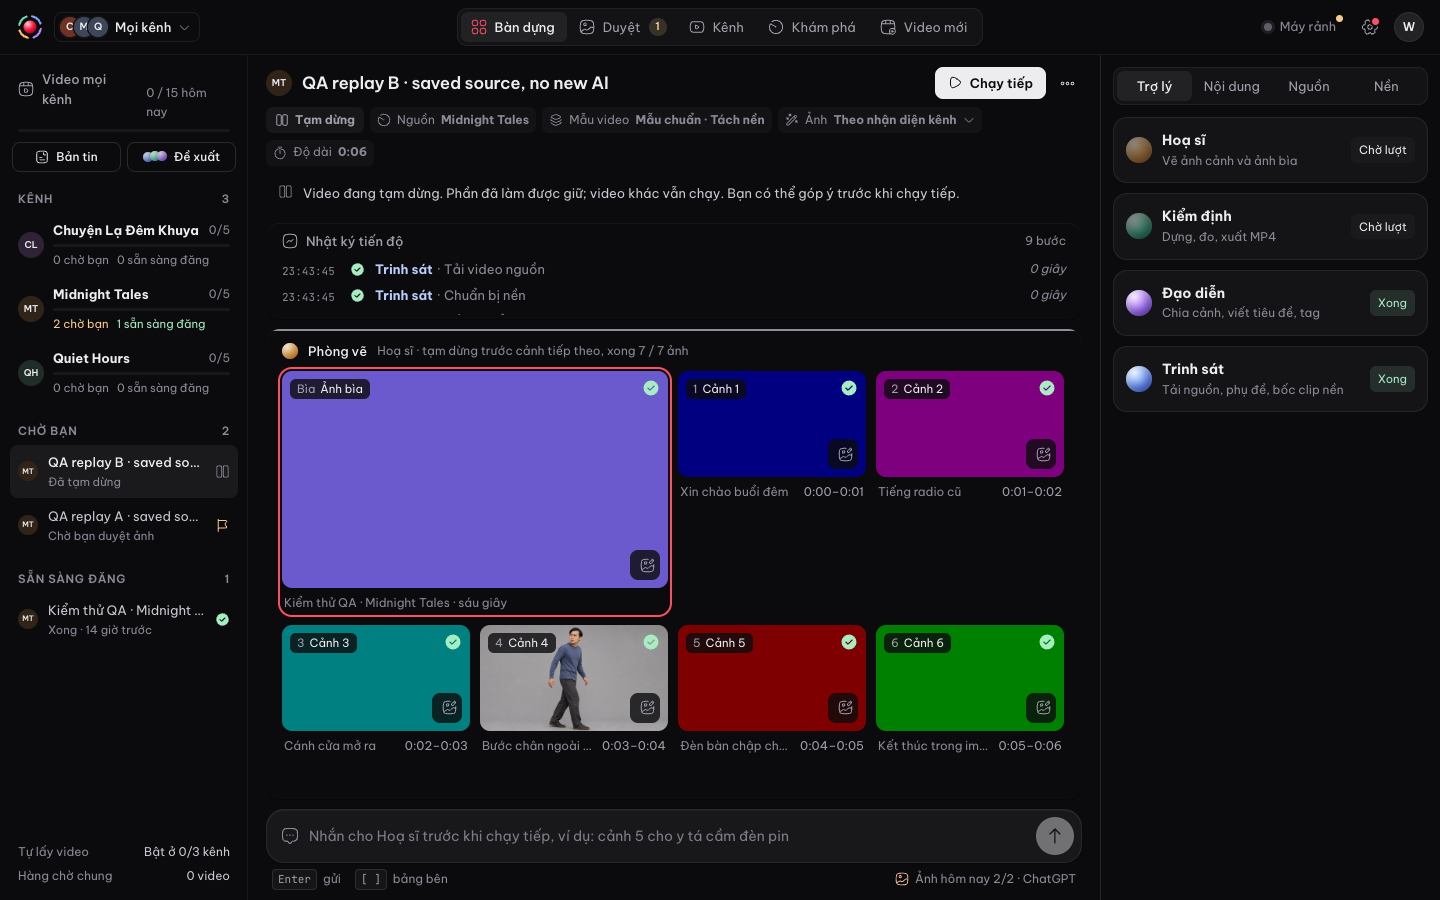 C M Q Mọi kênh
Bàn dựng
Duyệt 1
Kênh
Khám phá
Video mới
Máy rảnh
W
Video mọi kênh
0 / 15 hôm nay
Bản tin
Đề xuất
KÊNH 3
CL Chuyện Lạ Đêm Khuya 0/5
0 chờ bạn 0 sẵn sàng đăng
MT Midnight Tales 0/5
2 chờ bạn 1 sẵn sàng đăng
QH Quiet Hours 0/5
0 chờ bạn 0 sẵn sàng đăng
CHỜ BẠN 2
MT QA replay B · saved so...
Đã tạm dừng
MT QA replay A · saved so...
Chờ bạn duyệt ảnh
SẴN SÀNG ĐĂNG 1
MT Kiểm thử QA · Midnight ...
Xong · 14 giờ trước
Tự lấy video Bật ở 0/3 kênh
Hàng chờ chung 0 video
MT QA replay B · saved source, no new AI
Chạy tiếp
Tạm dừng
Nguồn Midnight Tales
Mẫu video Mẫu chuẩn · Tách nền
Ảnh Theo nhận diện kênh
Độ dài 0:06
Video đang tạm dừng. Phần đã làm được giữ; video khác vẫn chạy. Bạn có thể góp ý trước khi chạy tiếp.
Nhật ký tiến độ 9 bước
23:43:45 Trinh sát · Tải video nguồn 0 giây
23:43:45 Trinh sát · Chuẩn bị nền 0 giây
Phòng vẽ Hoạ sĩ · tạm dừng trước cảnh tiếp theo, xong 7 / 7 ảnh
Bìa Ảnh bìa
Kiểm thử QA · Midnight Tales · sáu giây
1 Cảnh 1
Xin chào buổi đêm 0:00–0:01
2 Cảnh 2
Tiếng radio cũ 0:01–0:02
3 Cảnh 3
Cánh cửa mở ra 0:02–0:03
4 Cảnh 4
Bước chân ngoài ... 0:03–0:04
5 Cảnh 5
Đèn bàn chập ch... 0:04–0:05
6 Cảnh 6
Kết thúc trong im... 0:05–0:06
Nhắn cho Hoạ sĩ trước khi chạy tiếp, ví dụ: cảnh 5 cho y tá cầm đèn pin
Enter gửi [ ] bảng bên
Ảnh hôm nay 2/2 · ChatGPT
Trợ lý
Nội dung
Nguồn
Nền
Hoạ sĩ
Vẽ ảnh cảnh và ảnh bìa
Chờ lượt
Kiểm định
Dựng, đo, xuất MP4
Chờ lượt
Đạo diễn
Chia cảnh, viết tiêu đề, tag
Xong
Trinh sát
Tải nguồn, phụ đề, bốc clip nền
Xong